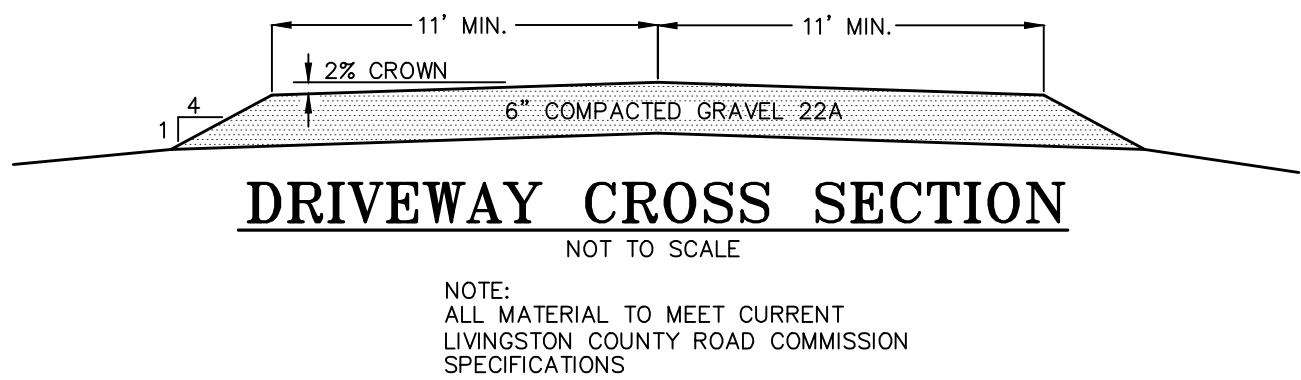 11' MIN.
11' MIN.
2% CROWN
4
1
6" COMPACTED GRAVEL 22A
DRIVEWAY CROSS SECTION
NOT TO SCALE
NOTE:
ALL MATERIAL TO MEET CURRENT
LIVINGSTON COUNTY ROAD COMMISSION
SPECIFICATIONS